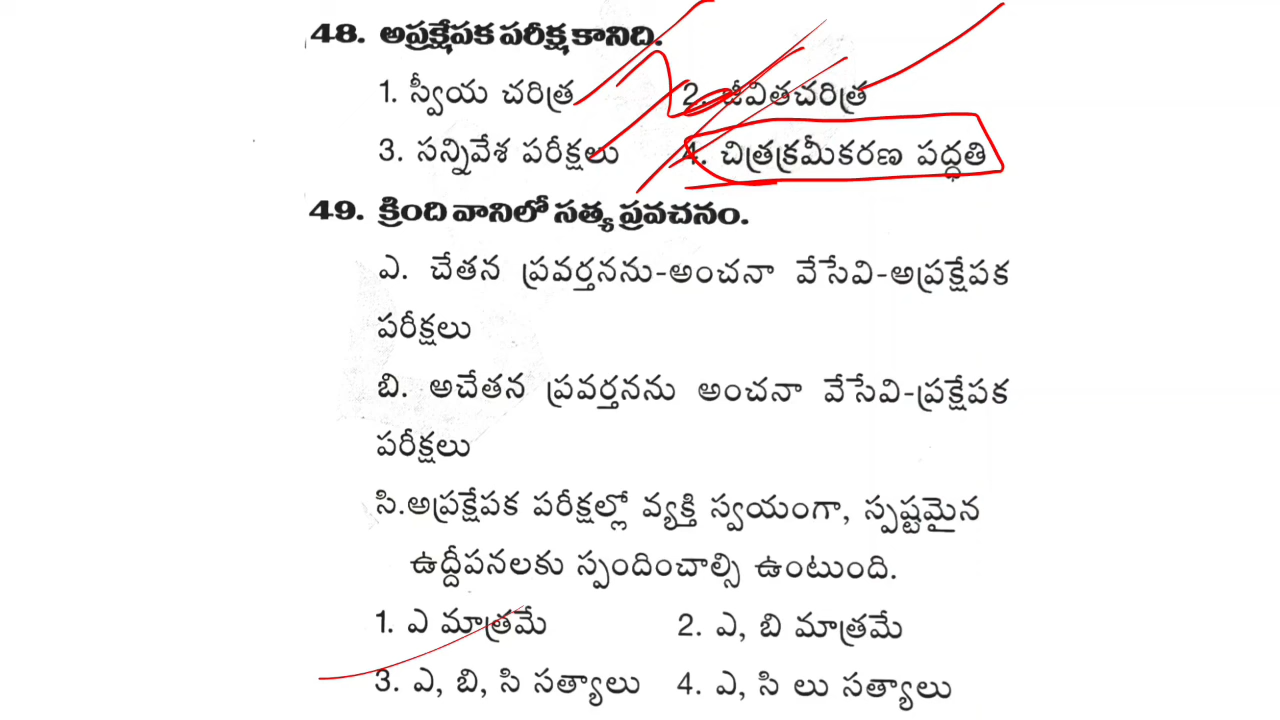 48. అప్రక్షేపక పరీక్ష కానిది.
1. స్వీయ చరిత్ర 2. జీవితచరిత్ర
3. సన్నివేశ పరీక్షలు 4. చిత్రక్రమీకరణ పద్ధతి
49. క్రింది వానిలో సత్య ప్రవచనం.
ఎ. చేతన ప్రవర్తనను-అంచనా వేసేవి-అప్రక్షేపక
పరీక్షలు
బి. అచేతన ప్రవర్తనను అంచనా వేసేవి-ప్రక్షేపక
పరీక్షలు
సి.అప్రక్షేపక పరీక్షల్లో వ్యక్తి స్వయంగా, స్పష్టమైన
ఉద్దీపనలకు స్పందించాల్సి ఉంటుంది.
1. ఎ మాత్రమే 2. ఎ, బి మాత్రమే
3. ఎ, బి, సి సత్యాలు 4. ఎ, సి లు సత్యాలు